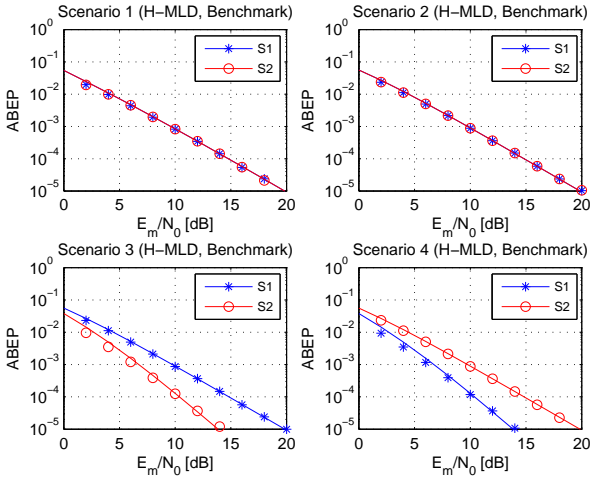 Scenario 1 (H−MLD, Benchmark)
10^0
10^−1
10^−2
10^−3
10^−4
10^−5
ABEP
S1
S2
0 5 10 15 20
E_m/N_0 [dB]
Scenario 2 (H−MLD, Benchmark)
10^0
10^−1
10^−2
10^−3
10^−4
10^−5
ABEP
S1
S2
0 5 10 15 20
E_m/N_0 [dB]
Scenario 3 (H−MLD, Benchmark)
10^0
10^−1
10^−2
10^−3
10^−4
10^−5
ABEP
S1
S2
0 5 10 15 20
E_m/N_0 [dB]
Scenario 4 (H−MLD, Benchmark)
10^0
10^−1
10^−2
10^−3
10^−4
10^−5
ABEP
S1
S2
0 5 10 15 20
E_m/N_0 [dB]